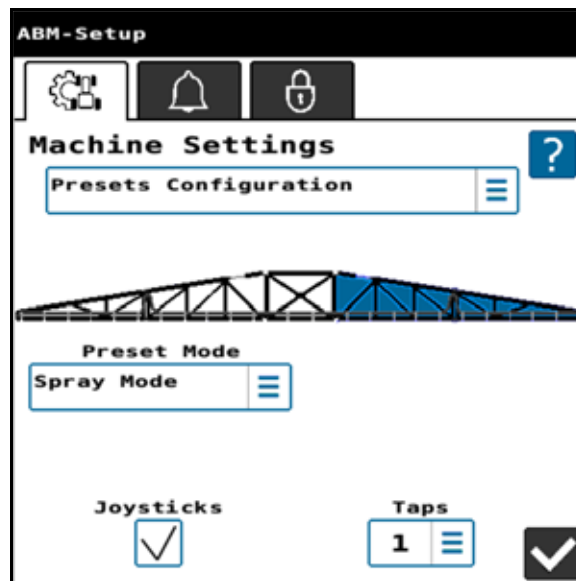 ABM-Setup
Machine Settings
?
Presets Configuration
Preset Mode
Spray Mode
Joysticks
Taps
1